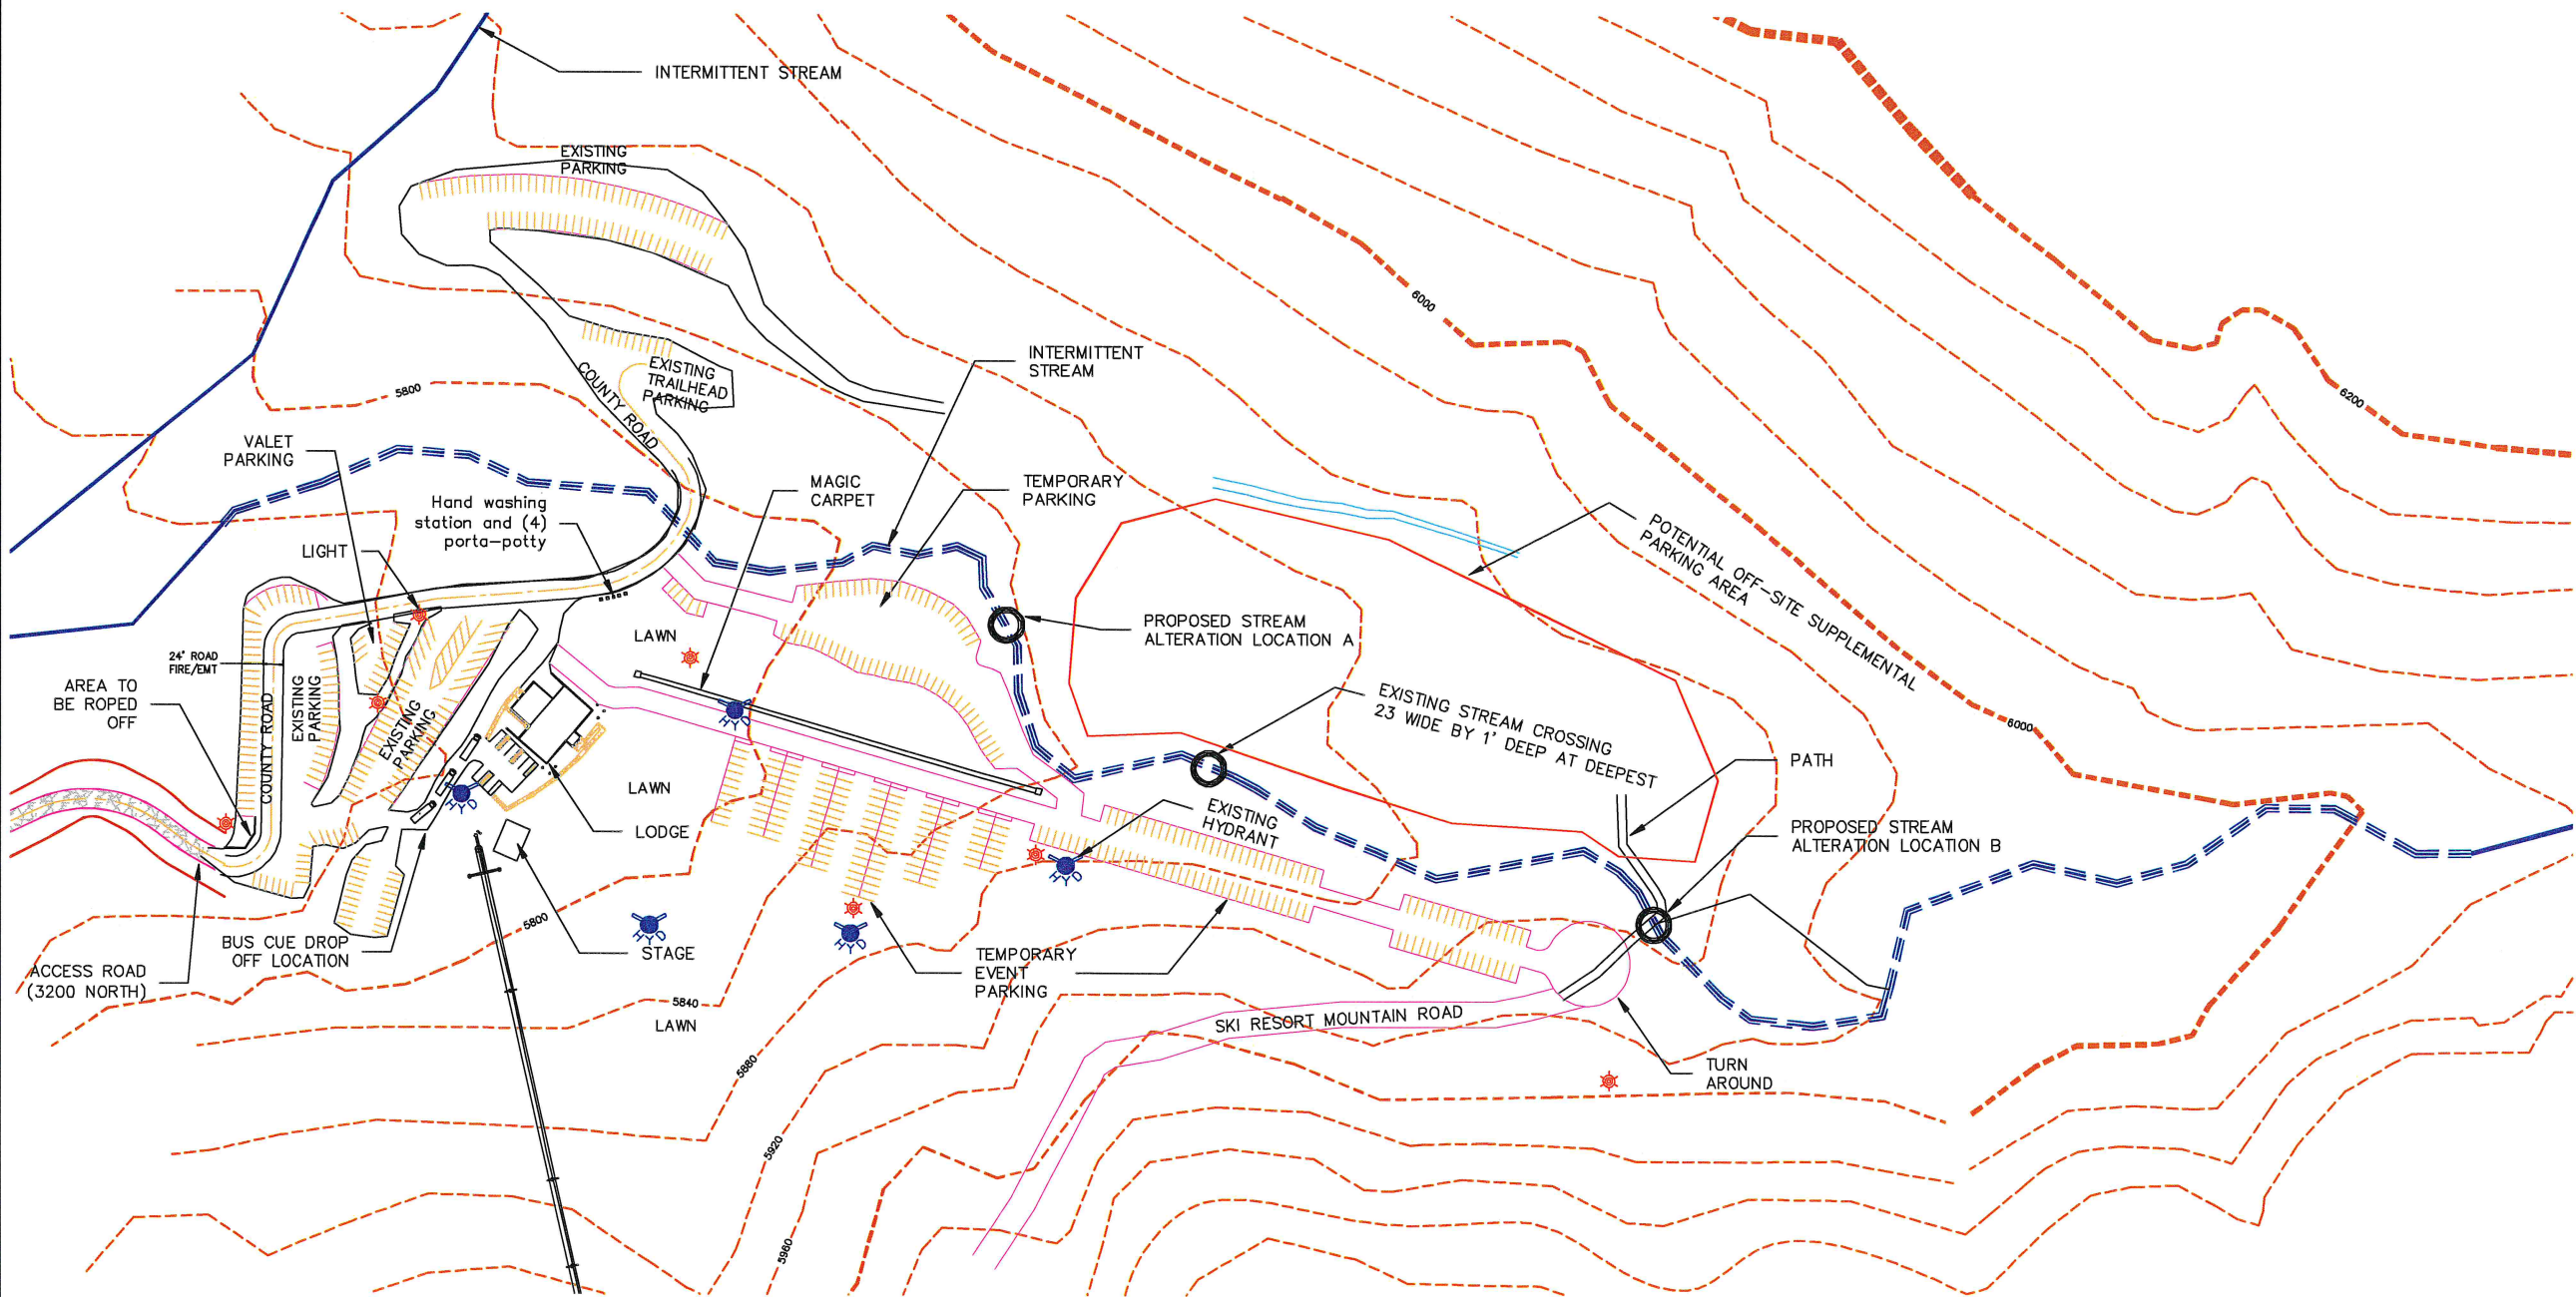 INTERMITTENT STREAM
EXISTING
PARKING
6000
INTERMITTENT
STREAM
EXISTING
TRAILHEAD
PARKING
COUNTY ROAD
5800
6200
VALET
PARKING
MAGIC
CARPET
TEMPORARY
PARKING
Hand washing
station and (4)
porta-potty
LIGHT
POTENTIAL OFF-SITE SUPPLEMENTAL
PARKING AREA
PROPOSED STREAM
ALTERATION LOCATION A
LAWN
24' ROAD
FIRE/EMT
AREA TO
BE ROPED
OFF
COUNTY ROAD
EXISTING
PARKING
EXISTING
PARKING
HYD
EXISTING STREAM CROSSING
23 WIDE BY 1' DEEP AT DEEPEST
6000
PATH
LAWN
HYD
EXISTING
HYDRANT
LODGE
PROPOSED STREAM
ALTERATION LOCATION B
HYD
5800
HYD
HYD
BUS CUE DROP
OFF LOCATION
STAGE
TEMPORARY
EVENT
PARKING
ACCESS ROAD
(3200 NORTH)
5840
LAWN
SKI RESORT MOUNTAIN ROAD
5880
TURN
AROUND
5920
5960